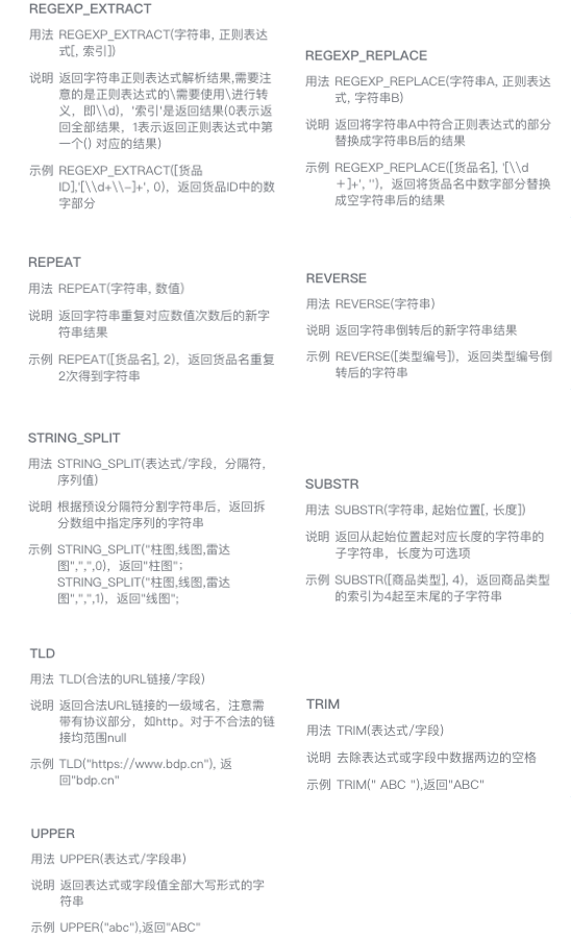 REGEXP_EXTRACT
用法 REGEXP_EXTRACT(字符串, 正则表达
式[, 索引])
说明 返回字符串正则表达式解析结果,需要注
意的是正则表达式的\需要使用\进行转
义，即\\d)，'索引'是返回结果(0表示返
回全部结果，1表示返回正则表达式中第
一个() 对应的结果)
示例 REGEXP_EXTRACT([货品
ID],'[\\d+\\-]+', 0)，返回货品ID中的数
字部分
REGEXP_REPLACE
用法 REGEXP_REPLACE(字符串A, 正则表达
式, 字符串B)
说明 返回将字符串A中符合正则表达式的部分
替换成字符串B后的结果
示例 REGEXP_REPLACE([货品名], '[\\d
+]+', '')，返回将货品名中数字部分替换
成空字符串后的结果
REPEAT
用法 REPEAT(字符串, 数值)
说明 返回字符串重复对应数值次数后的新字
符串结果
示例 REPEAT([货品名], 2)，返回货品名重复
2次得到字符串
REVERSE
用法 REVERSE(字符串)
说明 返回字符串倒转后的新字符串结果
示例 REVERSE([类型编号])，返回类型编号倒
转后的字符串
STRING_SPLIT
用法 STRING_SPLIT(表达式/字段，分隔符，
序列值)
说明 根据预设分隔符分割字符串后，返回拆
分数组中指定序列的字符串
示例 STRING_SPLIT("柱图,线图,雷达
图",",",0)，返回"柱图"；
STRING_SPLIT("柱图,线图,雷达
图",",",1)，返回"线图";
SUBSTR
用法 SUBSTR(字符串, 起始位置[, 长度])
说明 返回从起始位置起对应长度的字符串的
子字符串，长度为可选项
示例 SUBSTR([商品类型], 4)，返回商品类型
的索引为4起至末尾的子字符串
TLD
用法 TLD(合法的URL链接/字段)
说明 返回合法URL链接的一级域名，注意需
带有协议部分，如http。对于不合法的链
接均范围null
示例 TLD("https://www.bdp.cn"), 返
回"bdp.cn"
TRIM
用法 TRIM(表达式/字段)
说明 去除表达式或字段中数据两边的空格
示例 TRIM(" ABC "),返回"ABC"
UPPER
用法 UPPER(表达式/字段串)
说明 返回表达式或字段值全部大写形式的字
符串
示例 UPPER("abc"),返回"ABC"